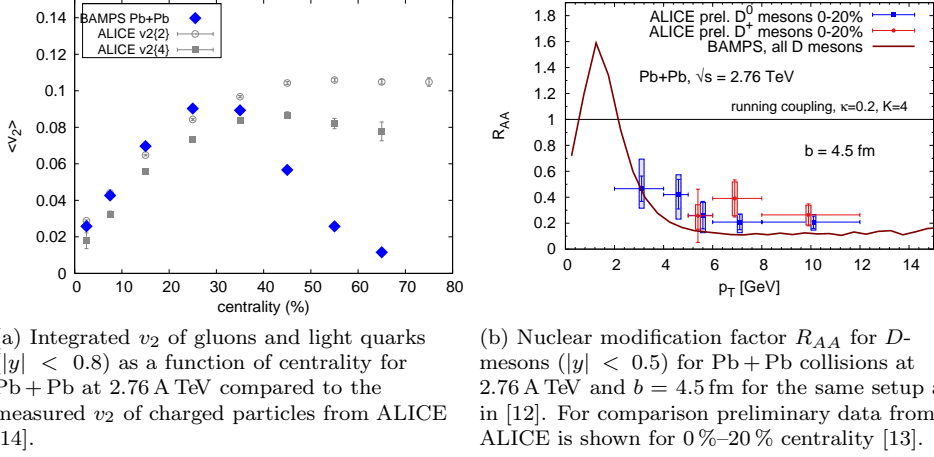 BAMPS Pb+Pb
ALICE v2{2}
ALICE v2{4}
<v2>
0.12
0.1
0.08
0.06
0.04
0.02
0
0 10 20 30 40 50 60 70 80
centrality (%)
(a) Integrated v2 of gluons and light quarks
(|y| < 0.8) as a function of centrality for
Pb + Pb at 2.76 A TeV compared to the
measured v2 of charged particles from ALICE
[14].
ALICE prel. D0 mesons 0-20%
ALICE prel. D+ mesons 0-20%
BAMPS, all D mesons
Pb+Pb, √s = 2.76 TeV
running coupling, κ=0.2, K=4
b = 4.5 fm
RAA
1.8
1.6
1.4
1.2
1
0.8
0.6
0.4
0.2
0
0 2 4 6 8 10 12 14
pT [GeV]
(b) Nuclear modification factor RAA for D-
mesons (|y| < 0.5) for Pb + Pb collisions at
2.76 A TeV and b = 4.5 fm for the same setup a
in [12]. For comparison preliminary data from
ALICE is shown for 0 %–20 % centrality [13].